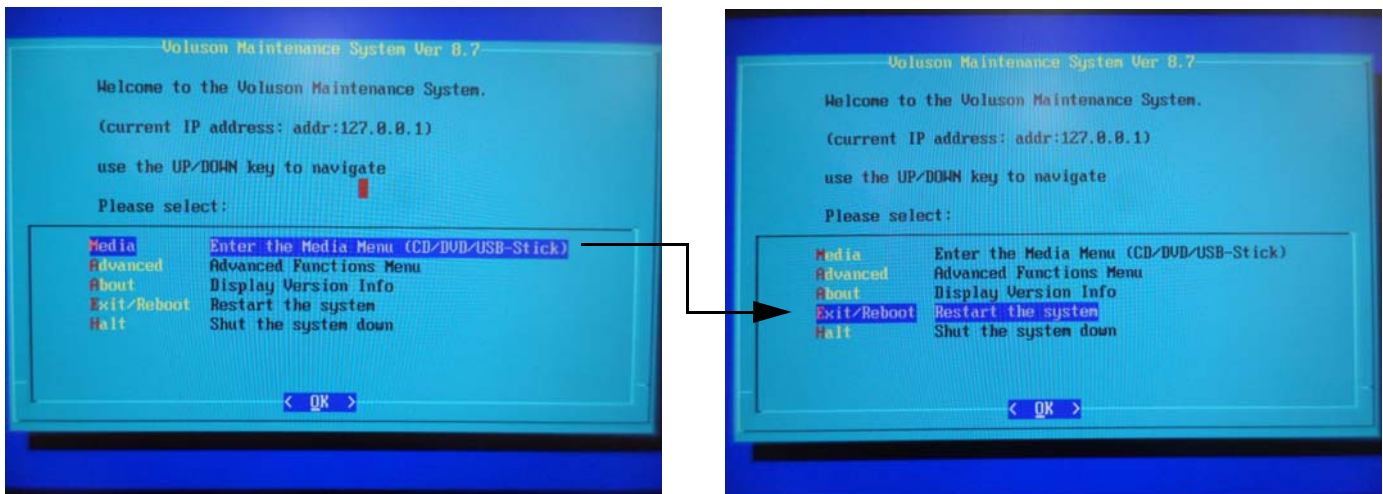 Voluson Maintenance System Ver 8.7
Welcome to the Voluson Maintenance System.
(current IP address: addr:127.0.0.1)
use the UP/DOWN key to navigate
Please select:
Media Enter the Media Menu (CD/DVD/USB-Stick)
Advanced Advanced Functions Menu
About Display Version Info
Exit/Reboot Restart the system
Halt Shut the system down
< OK >
Voluson Maintenance System Ver 8.7
Welcome to the Voluson Maintenance System.
(current IP address: addr:127.0.0.1)
use the UP/DOWN key to navigate
Please select:
Media Enter the Media Menu (CD/DVD/USB-Stick)
Advanced Advanced Functions Menu
About Display Version Info
Exit/Reboot Restart the system
Halt Shut the system down
< OK >